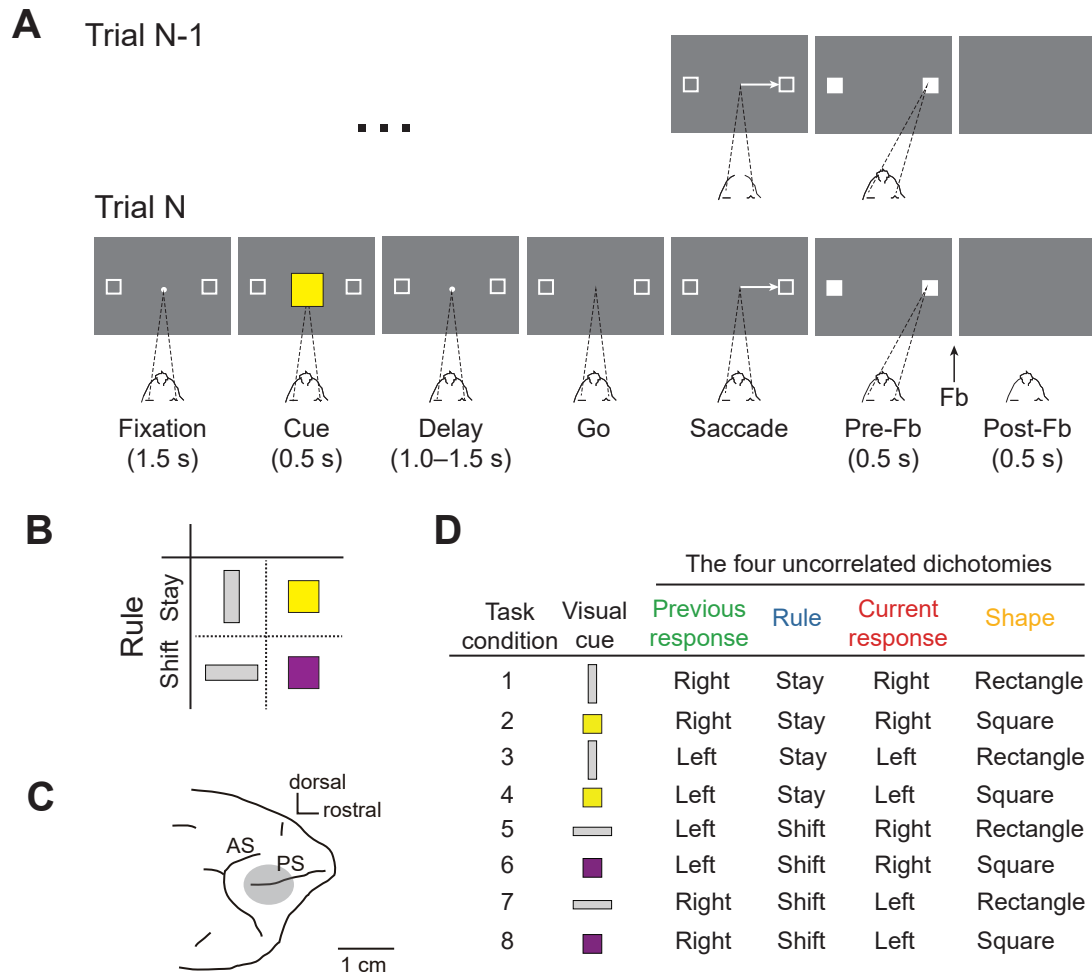 A
Trial N-1
...
Trial N
Fb
Fixation
(1.5 s)
Cue
(0.5 s)
Delay
(1.0–1.5 s)
Go
Saccade
Pre-Fb
(0.5 s)
Post-Fb
(0.5 s)
B
Rule
Stay
Shift
C
dorsal
rostral
AS
PS
1 cm
D
The four uncorrelated dichotomies
Task condition
Visual cue
Previous response
Rule
Current response
Shape
1 Right Stay Right Rectangle
2 Right Stay Right Square
3 Left Stay Left Rectangle
4 Left Stay Left Square
5 Left Shift Right Rectangle
6 Left Shift Right Square
7 Right Shift Left Rectangle
8 Right Shift Left Square